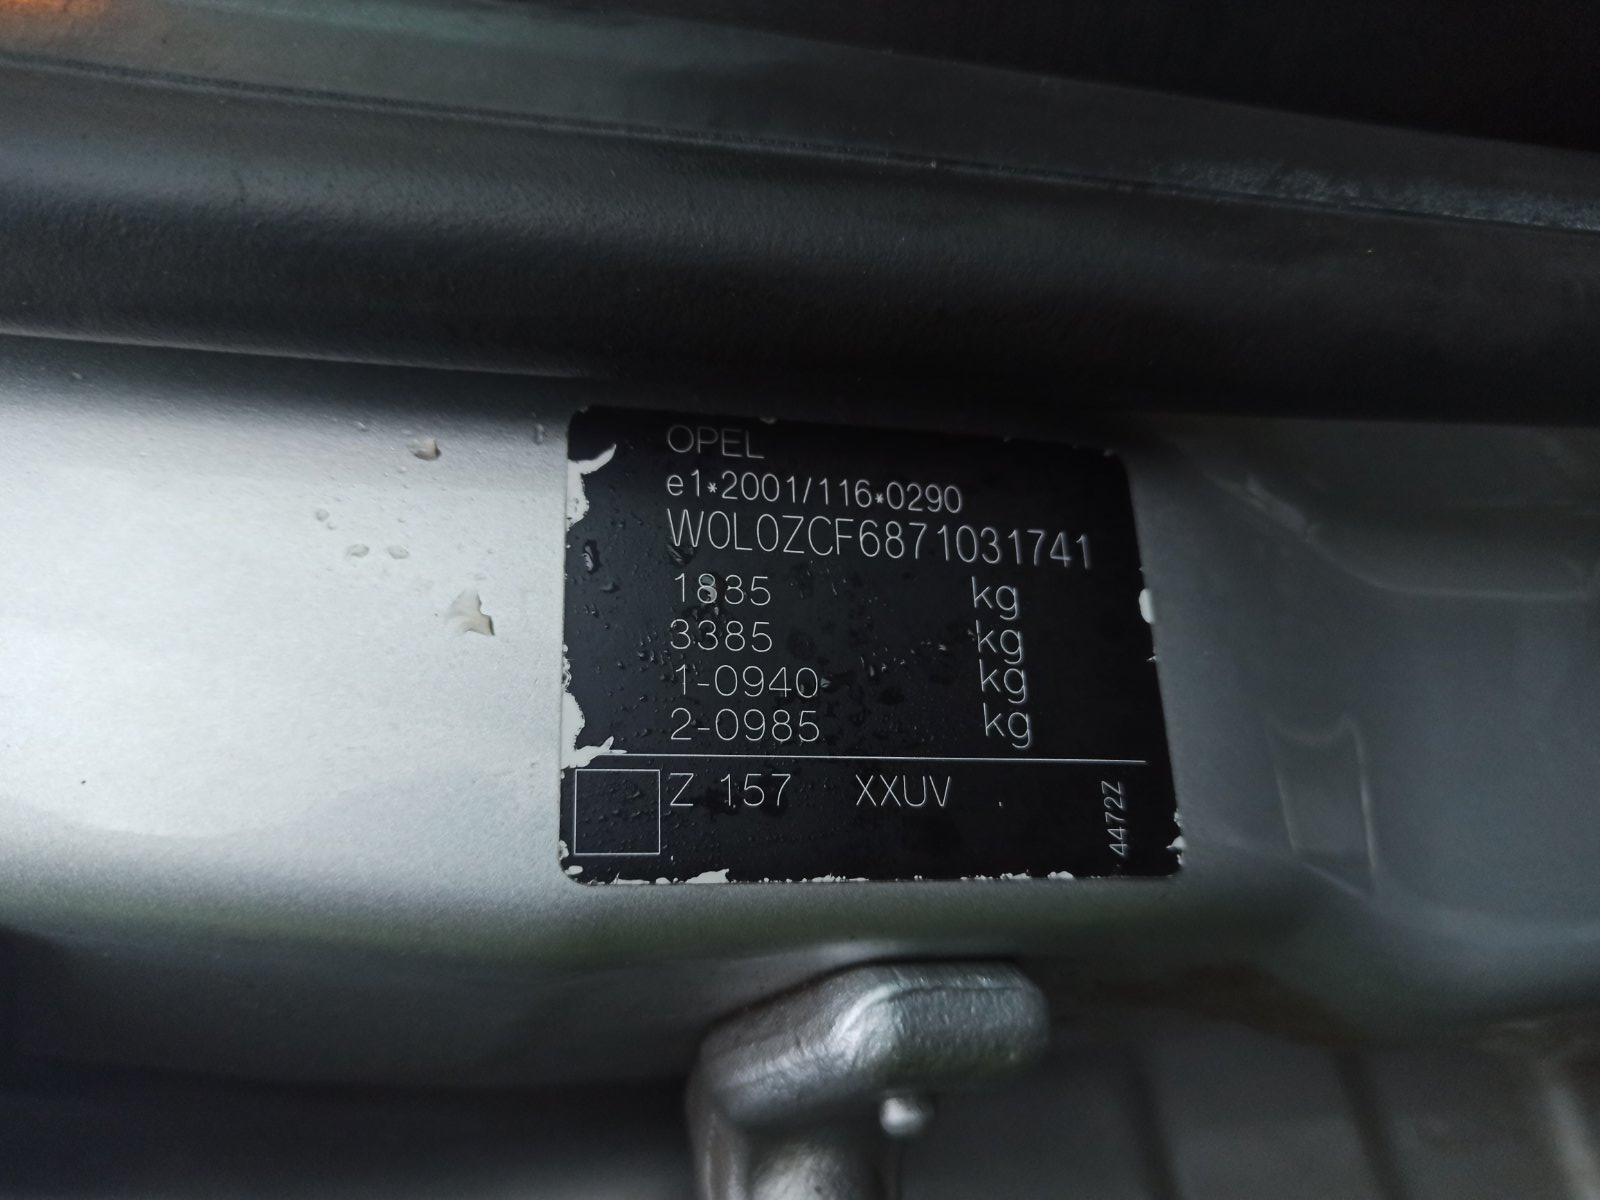 OPEL
e1*2001/116*0290
W0L0ZCF6871031741
1835 kg
3385 kg
1-0940 kg
2-0985 kg
Z 157 XXUV .
4472Z